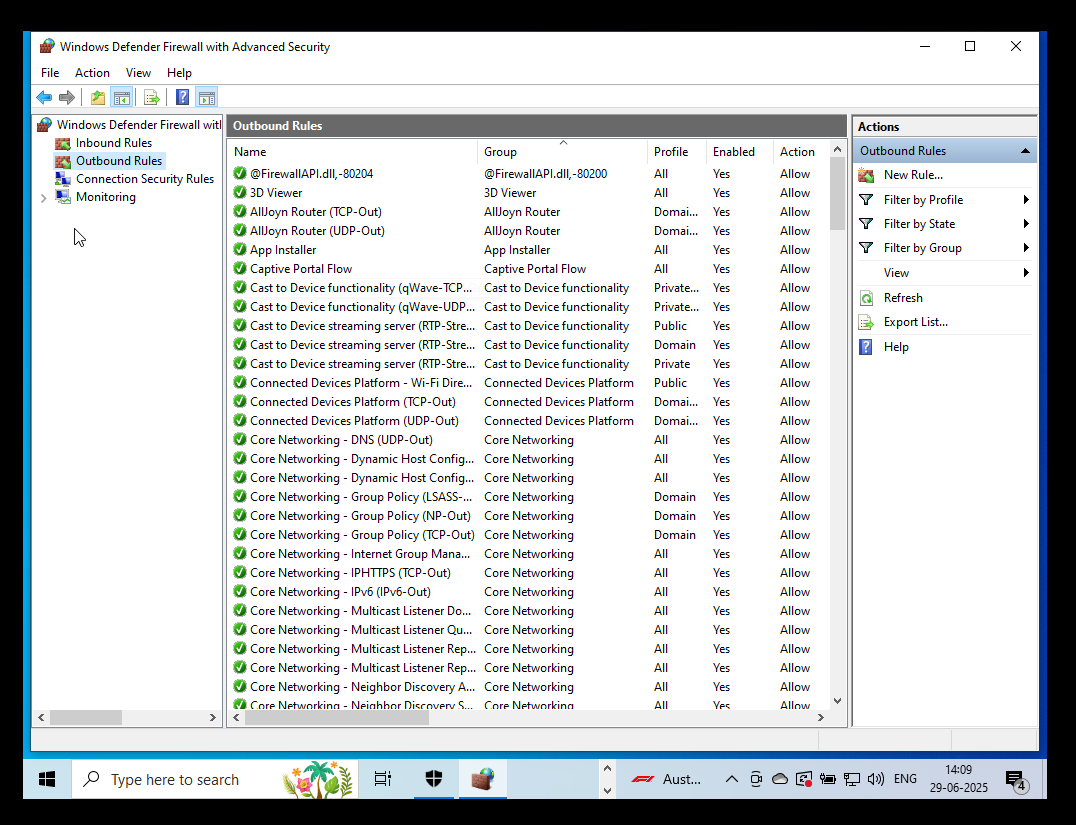 Windows Defender Firewall with Advanced Security
File Action View Help
Windows Defender Firewall wit
Inbound Rules
Outbound Rules
Connection Security Rules
Monitoring
Outbound Rules
Name Group Profile Enabled Action
@FirewallAPI.dll,-80204 @FirewallAPI.dll,-80200 All Yes Allow
3D Viewer 3D Viewer All Yes Allow
AllJoyn Router (TCP-Out) AllJoyn Router Domai... Yes Allow
AllJoyn Router (UDP-Out) AllJoyn Router Domai... Yes Allow
App Installer App Installer All Yes Allow
Captive Portal Flow Captive Portal Flow All Yes Allow
Cast to Device functionality (qWave-TCP... Cast to Device functionality Private... Yes Allow
Cast to Device functionality (qWave-UDP... Cast to Device functionality Private... Yes Allow
Cast to Device streaming server (RTP-Stre... Cast to Device functionality Public Yes Allow
Cast to Device streaming server (RTP-Stre... Cast to Device functionality Domain Yes Allow
Cast to Device streaming server (RTP-Stre... Cast to Device functionality Private Yes Allow
Connected Devices Platform - Wi-Fi Dire... Connected Devices Platform Public Yes Allow
Connected Devices Platform (TCP-Out) Connected Devices Platform Domai... Yes Allow
Connected Devices Platform (UDP-Out) Connected Devices Platform Domai... Yes Allow
Core Networking - DNS (UDP-Out) Core Networking All Yes Allow
Core Networking - Dynamic Host Config... Core Networking All Yes Allow
Core Networking - Dynamic Host Config... Core Networking All Yes Allow
Core Networking - Group Policy (LSASS-... Core Networking Domain Yes Allow
Core Networking - Group Policy (NP-Out) Core Networking Domain Yes Allow
Core Networking - Group Policy (TCP-Out) Core Networking Domain Yes Allow
Core Networking - Internet Group Mana... Core Networking All Yes Allow
Core Networking - IPHTTPS (TCP-Out) Core Networking All Yes Allow
Core Networking - IPv6 (IPv6-Out) Core Networking All Yes Allow
Core Networking - Multicast Listener Do... Core Networking All Yes Allow
Core Networking - Multicast Listener Qu... Core Networking All Yes Allow
Core Networking - Multicast Listener Rep... Core Networking All Yes Allow
Core Networking - Multicast Listener Rep... Core Networking All Yes Allow
Core Networking - Neighbor Discovery A... Core Networking All Yes Allow
Core Networking - Neighbor Discovery S... Core Networking All Yes Allow
Actions
Outbound Rules
New Rule...
Filter by Profile
Filter by State
Filter by Group
View
Refresh
Export List...
Help
Type here to search
Aust...
ENG
14:09
29-06-2025
4